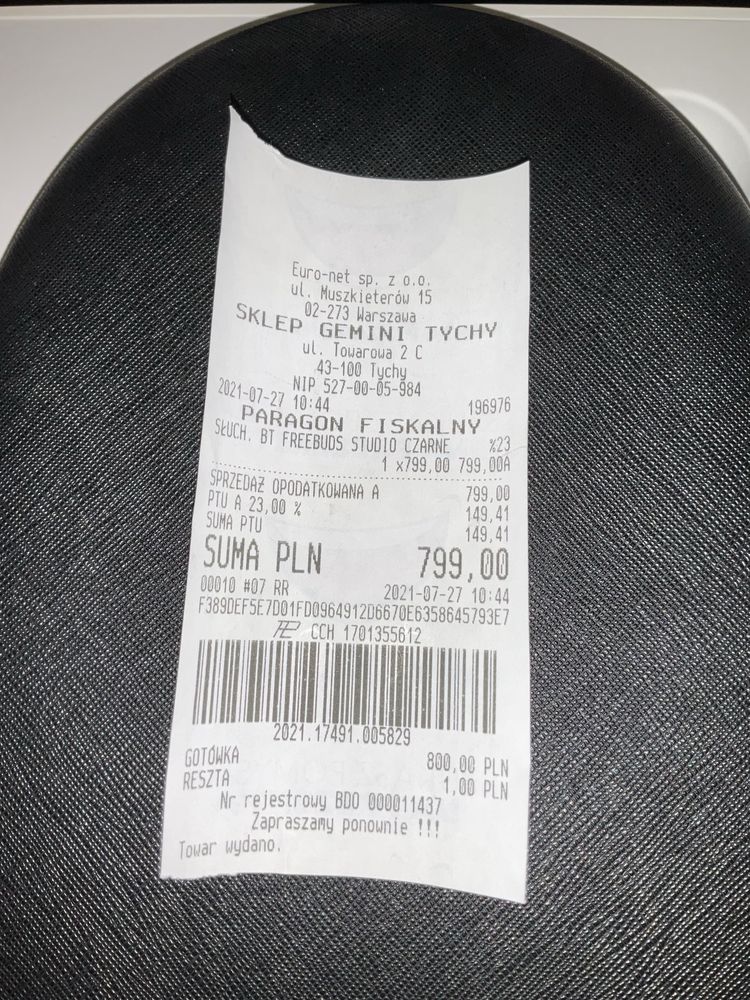 Euro-net sp. z o.o.
ul. Muszkieterów 15
02-273 Warszawa
SKLEP GEMINI TYCHY
ul. Towarowa 2 C
43-100 Tychy
NIP 527-00-05-984
2021-07-27 10:44 196976
PARAGON FISKALNY
SŁUCH. BT FREEBUDS STUDIO CZARNE %23
1 x799,00 799,00A
SPRZEDAŻ OPODATKOWANA A 799,00
PTU A 23,00 % 149,41
SUMA PTU 149,41
SUMA PLN 799,00
00010 #07 RR 2021-07-27 10:44
F389DEF5E7D01FD0964912D6670E6358645793E7
CCH 1701355612
2021.17491.005829
GOTÓWKA 800,00 PLN
RESZTA 1,00 PLN
Nr rejestrowy BDO 000011437
Zapraszamy ponownie !!!
Towar wydano.